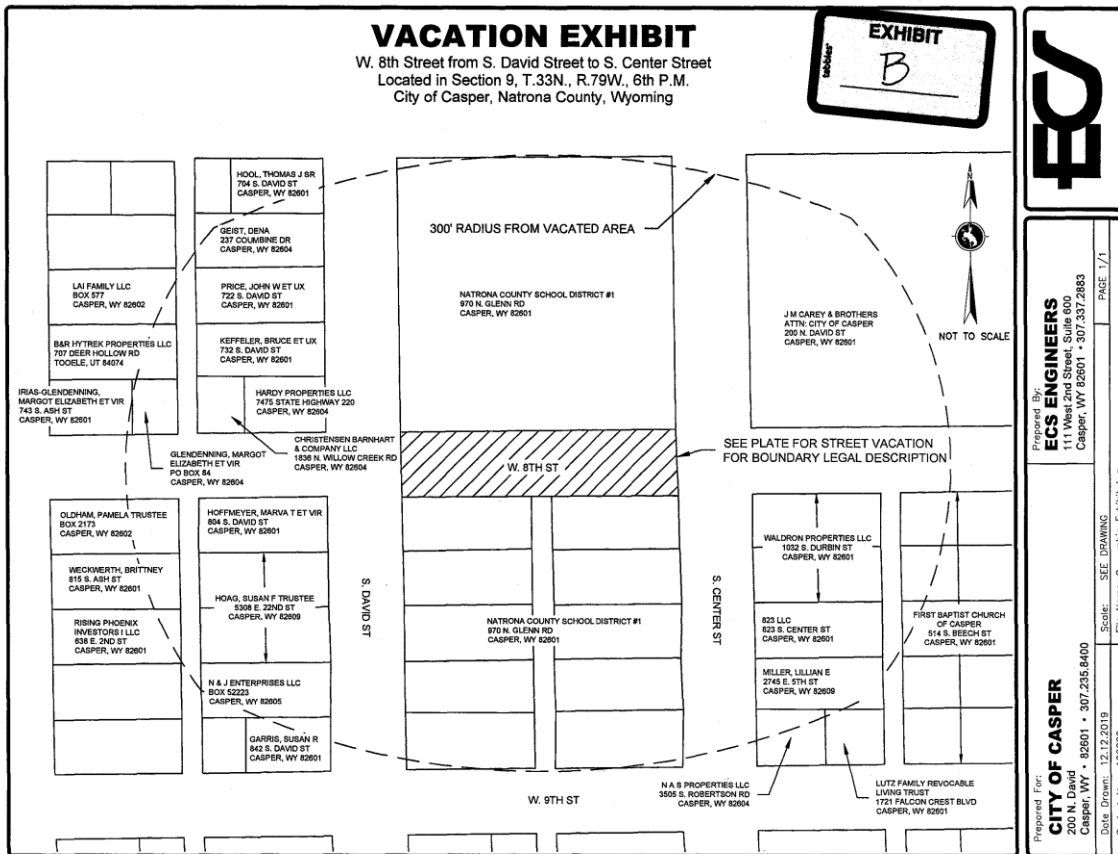 VACATION EXHIBIT
W. 8th Street from S. David Street to S. Center Street
Located in Section 9, T.33N., R.79W., 6th P.M.
City of Casper, Natrona County, Wyoming
tabbies
EXHIBIT
B
ECS
HOOL, THOMAS J SR
704 S. DAVID ST
CASPER, WY 82601
GEIST, DENA
237 COUMBINE DR
CASPER, WY 82604
300' RADIUS FROM VACATED AREA
N
NOT TO SCALE
LAI FAMILY LLC
BOX 577
CASPER, WY 82602
PRICE, JOHN W ET UX
722 S. DAVID ST
CASPER, WY 82601
NATRONA COUNTY SCHOOL DISTRICT #1
970 N. GLENN RD
CASPER, WY 82601
J M CAREY & BROTHERS
ATTN: CITY OF CASPER
200 N. DAVID ST
CASPER, WY 82601
B&R HYTREK PROPERTIES LLC
707 DEER HOLLOW RD
TOOELE, UT 84074
KEFFELER, BRUCE ET UX
732 S. DAVID ST
CASPER, WY 82601
IRIAS-GLENDENNING,
MARGOT ELIZABETH ET VIR
743 S. ASH ST
CASPER, WY 82601
HARDY PROPERTIES LLC
7475 STATE HIGHWAY 220
CASPER, WY 82604
CHRISTENSEN BARNHART
& COMPANY LLC
1836 N. WILLOW CREEK RD
CASPER, WY 82604
GLENDENNING, MARGOT
ELIZABETH ET VIR
PO BOX 84
CASPER, WY 82604
W. 8TH ST
SEE PLATE FOR STREET VACATION
FOR BOUNDARY LEGAL DESCRIPTION
OLDHAM, PAMELA TRUSTEE
BOX 2173
CASPER, WY 82602
HOFFMEYER, MARVA T ET VIR
804 S. DAVID ST
CASPER, WY 82601
WECKWERTH, BRITTNEY
815 S. ASH ST
CASPER, WY 82601
HOAG, SUSAN F TRUSTEE
5308 E. 22ND ST
CASPER, WY 82609
RISING PHOENIX
INVESTORS I LLC
638 E. 2ND ST
CASPER, WY 82601
S. DAVID ST
NATRONA COUNTY SCHOOL DISTRICT #1
970 N. GLENN RD
CASPER, WY 82601
S. CENTER ST
WALDRON PROPERTIES LLC
1032 S. DURBIN ST
CASPER, WY 82601
823 LLC
823 S. CENTER ST
CASPER, WY 82601
FIRST BAPTIST CHURCH
OF CASPER
514 S. BEECH ST
CASPER, WY 82601
N & J ENTERPRISES LLC
BOX 52223
CASPER, WY 82605
MILLER, LILLIAN E
2745 E. 5TH ST
CASPER, WY 82609
GARRIS, SUSAN R
842 S. DAVID ST
CASPER, WY 82601
W. 9TH ST
N A S PROPERTIES LLC
3505 S. ROBERTSON RD
CASPER, WY 82604
LUTZ FAMILY REVOCABLE
LIVING TRUST
1721 FALCON CREST BLVD
CASPER, WY 82601
Prepared By:
ECS ENGINEERS
111 West 2nd Street, Suite 600
Casper, WY 82601 • 307.337.2883
PAGE 1/1
Prepared For:
CITY OF CASPER
200 N. David
Casper, WY • 82601 • 307.235.8400
Date Drawn: 12.12.2019
Scale: SEE DRAWING